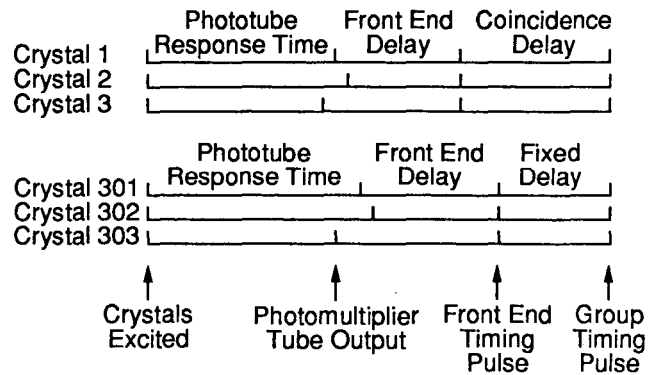 Phototube Front End Coincidence
Response Time Delay Delay
Crystal 1
Crystal 2
Crystal 3
Phototube Front End Fixed
Response Time Delay Delay
Crystal 301
Crystal 302
Crystal 303
Crystals Photomultiplier Front End Group
Excited Tube Output Timing Timing
Pulse Pulse